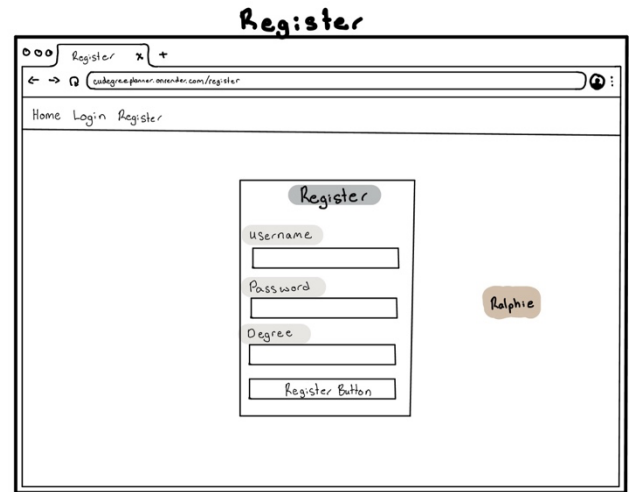 Register
Register x +
cudegreeplanner.onrender.com/register
Home Login Register
Register
Username
Password
Ralphie
Degree
Register Button